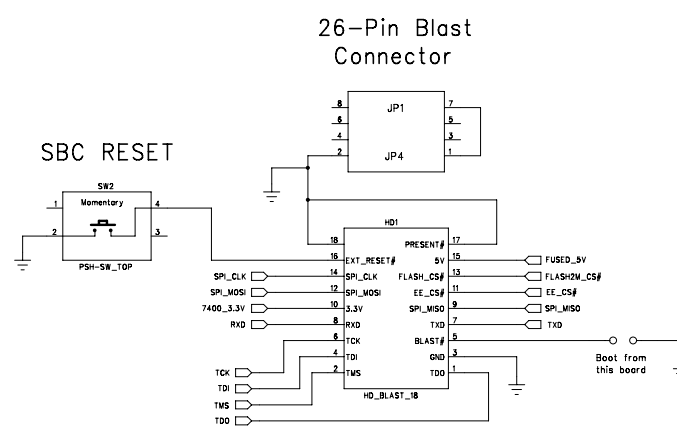 26-Pin Blast
Connector
8 JP1 7
6 5
4 3
2 JP4 1
SBC RESET
SW2
1 Momentary 4
2 3
PSH-SW_TOP
HD1
18 PRESENT# 17
16 EXT_RESET# 5V 15 FUSED_5V
SPI_CLK 14 SPI_CLK FLASH_CS# 13 FLASH2M_CS#
SPI_MOSI 12 SPI_MOSI EE_CS# 11 EE_CS#
7400_3.3V 10 3.3V SPI_MISO 9 SPI_MISO
RXD 8 RXD TXD 7 TXD
6 TCK BLAST# 5
4 TDI GND 3
2 TMS TDO 1
HD_BLAST_18
Boot from
this board
TCK
TDI
TMS
TDO